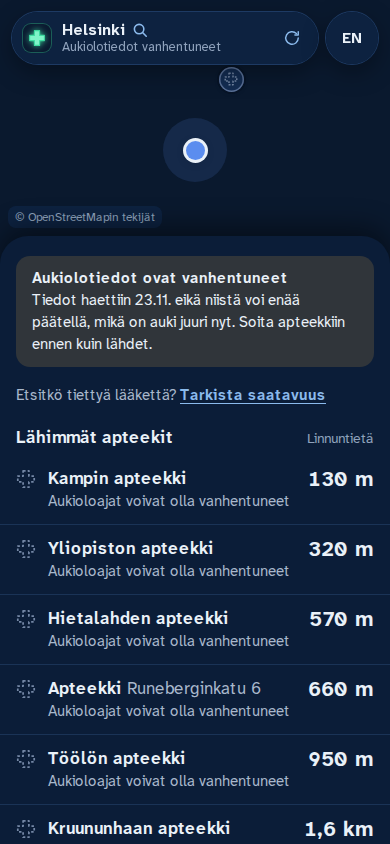 Helsinki
Aukiolotiedot vanhentuneet
EN
© OpenStreetMapin tekijät
Aukiolotiedot ovat vanhentuneet
Tiedot haettiin 23.11. eikä niistä voi enää
päätellä, mikä on auki juuri nyt. Soita apteekkiin
ennen kuin lähdet.
Etsitkö tiettyä lääkettä? Tarkista saatavuus
Lähimmät apteekit Linnuntietä
Kampin apteekki 130 m
Aukioloajat voivat olla vanhentuneet
Yliopiston apteekki 320 m
Aukioloajat voivat olla vanhentuneet
Hietalahden apteekki 570 m
Aukioloajat voivat olla vanhentuneet
Apteekki Runeberginkatu 6 660 m
Aukioloajat voivat olla vanhentuneet
Töölön apteekki 950 m
Aukioloajat voivat olla vanhentuneet
Kruununhaan apteekki 1,6 km